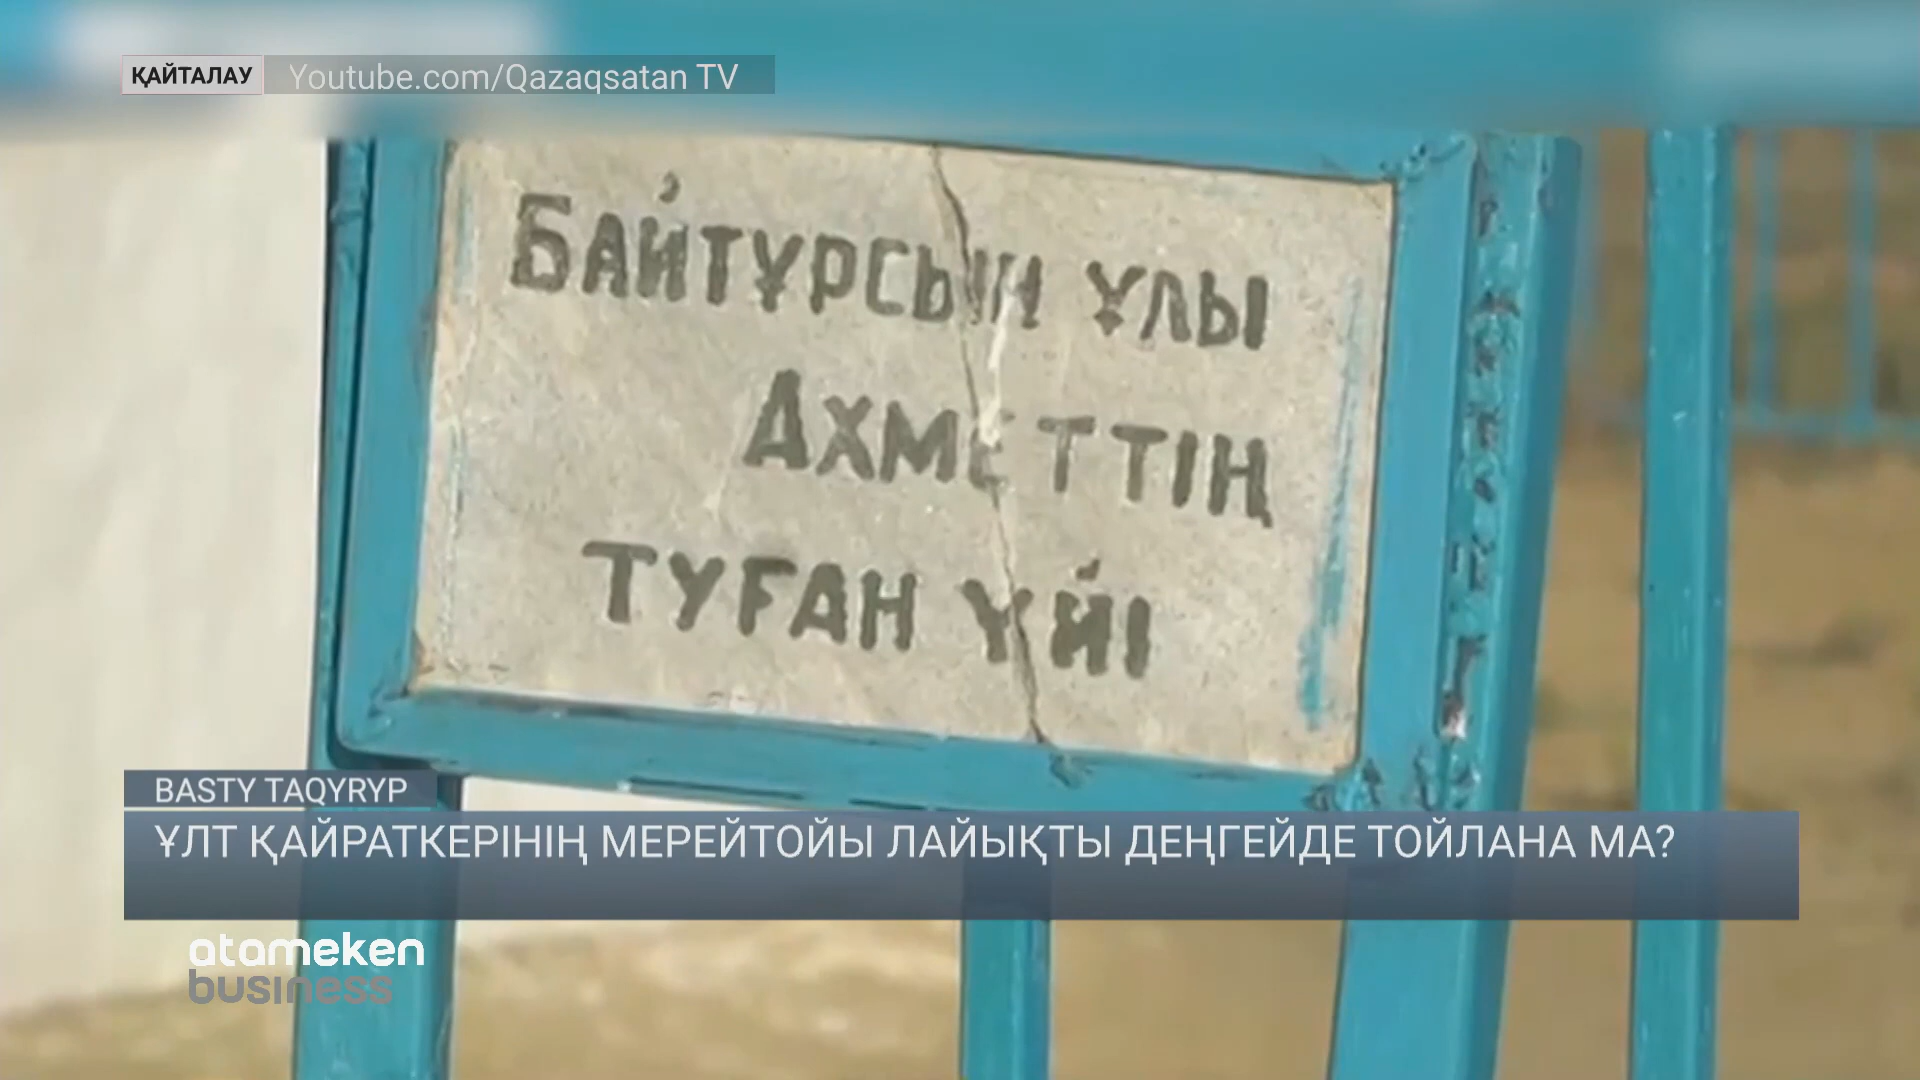 ҚАЙТАЛАУ
Youtube.com/Qazaqsatan TV
БАЙТҰРСЫН ҰЛЫ
АХМЕТТІҢ
ТУҒАН ҮЙІ
BASTY TAQYRYP
ҰЛТ ҚАЙРАТКЕРІНІҢ МЕРЕЙТОЙЫ ЛАЙЫҚТЫ ДЕҢГЕЙДЕ ТОЙЛАНА МА?
atameken
business